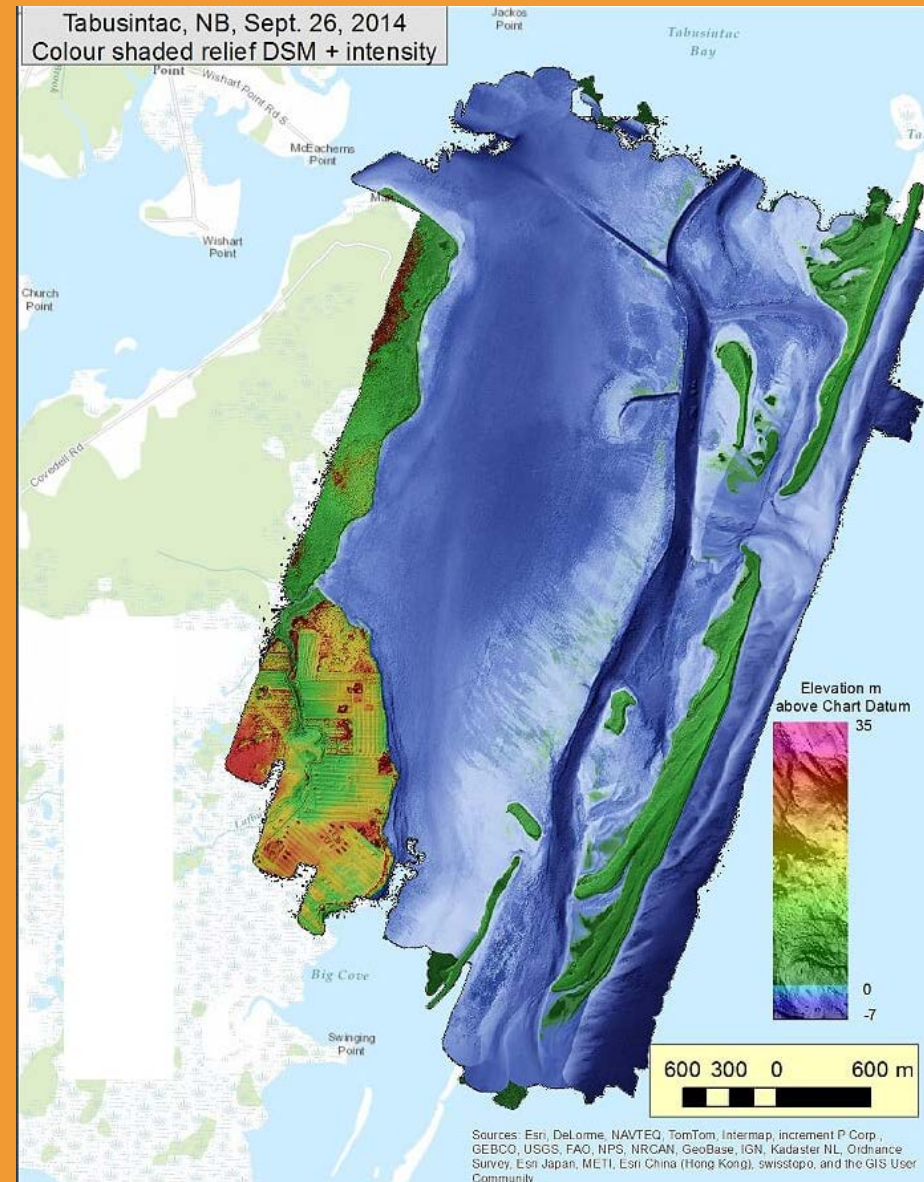 Tabusintac, NB, Sept. 26, 2014
Colour shaded relief DSM + intensity
Jackos
Point
Tabusintac
Bay
Point
Wishart Point Rd S
McEacherns
Point
Wishart
Point
Church
Point
Covedell Rd
Elevation m
above Chart Datum
35
0
-7
Big Cove
Swinging
Point
600 300 0 600 m
Sources: Esri, DeLorme, NAVTEQ, TomTom, Intermap, increment P Corp.,
GEBCO, USGS, FAO, NPS, NRCAN, GeoBase, IGN, Kadaster NL, Ordnance
Survey, Esri Japan, METI, Esri China (Hong Kong), swisstopo, and the GIS User
Community